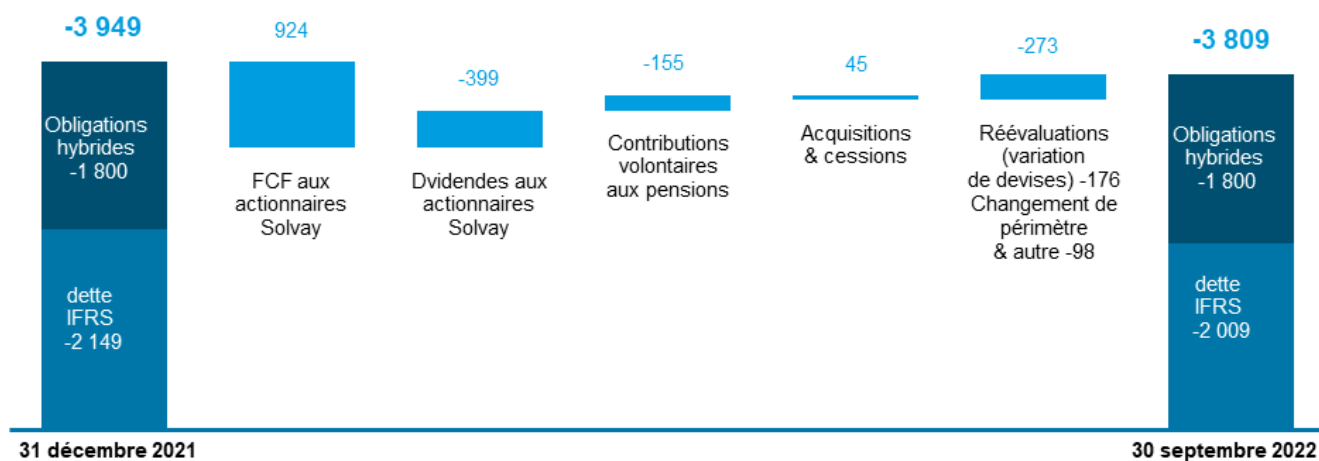 -3 949
Obligations
hybrides
-1 800
dette
IFRS
-2 149
31 décembre 2021
924
FCF aux
actionnaires
Solvay
-399
Dvidendes aux
actionnaires
Solvay
-155
Contributions
volontaires
aux pensions
45
Acquisitions
& cessions
-273
Réévaluations
(variation
de devises) -176
Changement de
périmètre
& autre -98
-3 809
Obligations
hybrides
-1 800
dette
IFRS
-2 009
30 septembre 2022